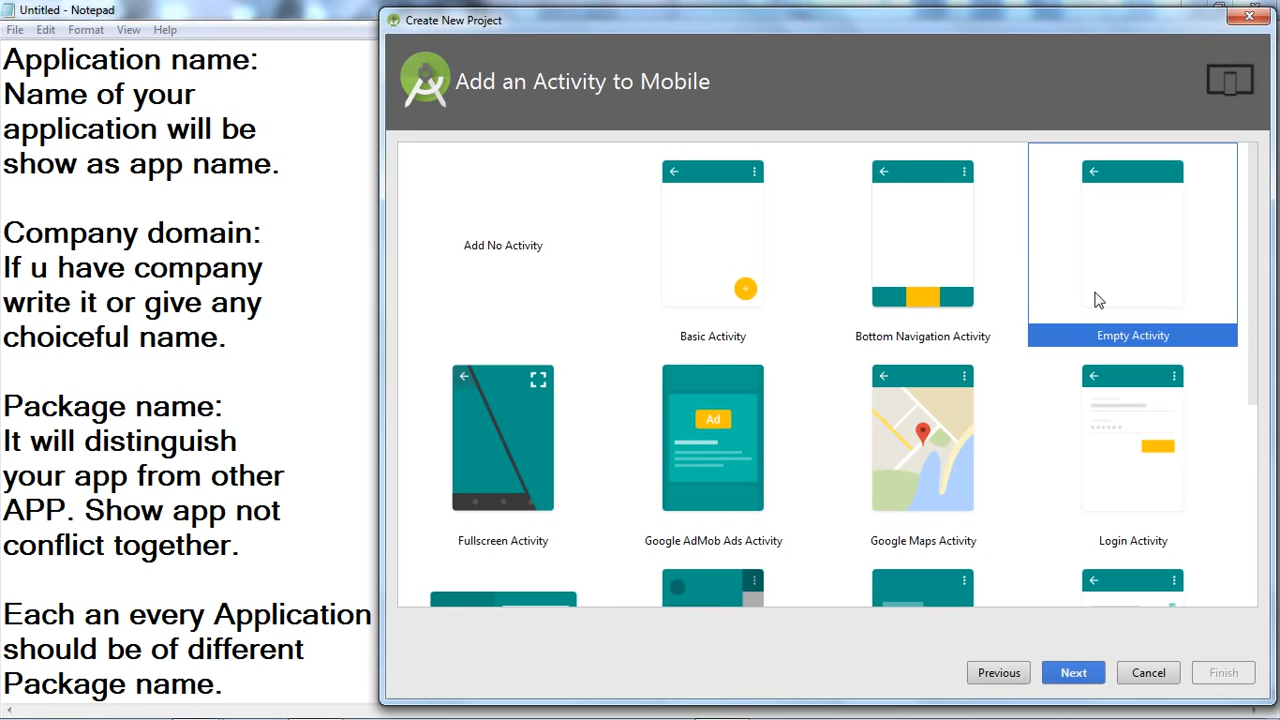 Untitled - Notepad
File Edit Format View Help
Application name:
Name of your
application will be
show as app name.
Company domain:
If u have company
write it or give any
choiceful name.
Package name:
It will distinguish
your app from other
APP. Show app not
conflict together.
Each an every Application
should be of different
Package name.
Create New Project
Add an Activity to Mobile
Add No Activity
Basic Activity
Bottom Navigation Activity
Empty Activity
Fullscreen Activity
Ad
Google AdMob Ads Activity
Google Maps Activity
Login Activity
Previous Next Cancel Finish